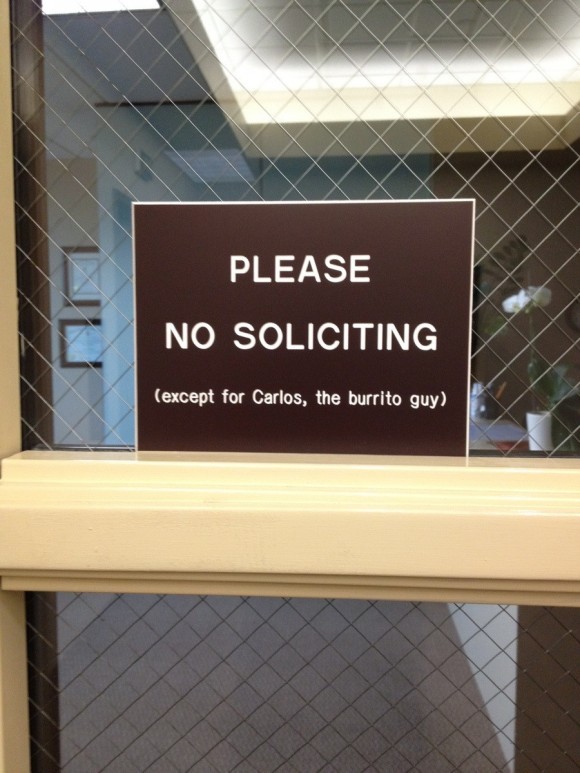 PLEASE
NO SOLICITING
(except for Carlos, the burrito guy)